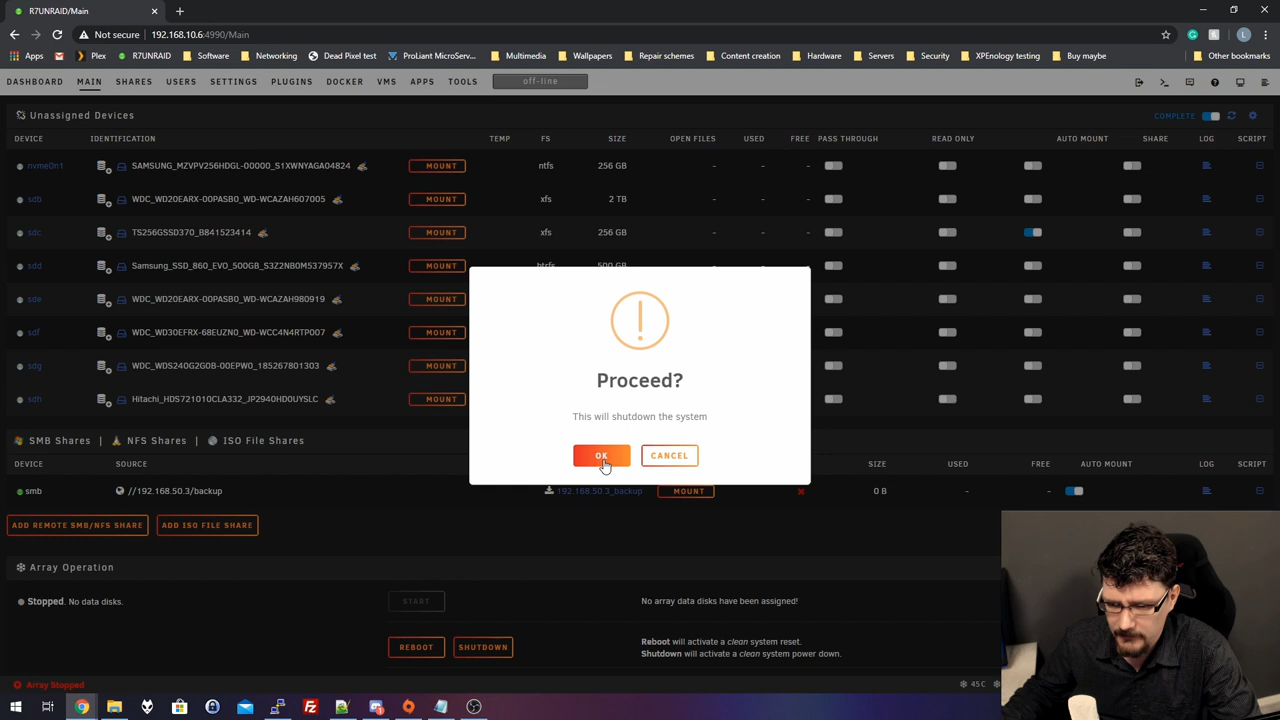 R7UNRAID/Main
Not secure | 192.168.10.6:4990/Main
Apps Plex R7UNRAID Software Networking Dead Pixel test ProLiant MicroServ... Multimedia Wallpapers Repair schemes Content creation Hardware Servers Security XPEnology testing Buy maybe Other bookmarks
DASHBOARD MAIN SHARES USERS SETTINGS PLUGINS DOCKER VMS APPS TOOLS off-line
Unassigned Devices COMPLETE
DEVICE IDENTIFICATION TEMP FS SIZE OPEN FILES USED FREE PASS THROUGH READ ONLY AUTO MOUNT SHARE LOG SCRIPT
nvme0n1 SAMSUNG_MZVPV256HDGL-00000_S1XWNYAGA04824 MOUNT ntfs 256 GB - - - 
sdb WDC_WD20EARX-00PASB0_WD-WCAZAH607005 MOUNT xfs 2 TB - - -
sdc TS256GSSD370_B841523414 MOUNT xfs 256 GB - - -
sdd Samsung_SSD_860_EVO_500GB_S3Z2NB0M537957X MOUNT btrfs 500 GB
sde WDC_WD20EARX-00PASB0_WD-WCAZAH980919 MOUNT
sdf WDC_WD30EFRX-68EUZN0_WD-WCC4N4RTP007 MOUNT
sdg WDC_WDS240G2G0B-00EPW0_185267801303 MOUNT
sdh Hitachi_HDS721010CLA332_JP2940HD0UYSLC MOUNT
Proceed?
This will shutdown the system
OK CANCEL
SMB Shares | NFS Shares | ISO File Shares
DEVICE SOURCE SIZE USED FREE AUTO MOUNT LOG SCRIPT
smb //192.168.50.3/backup 192.168.50.3_backup MOUNT 0 B - -
ADD REMOTE SMB/NFS SHARE ADD ISO FILE SHARE
Array Operation
Stopped. No data disks. START No array data disks have been assigned!
REBOOT SHUTDOWN Reboot will activate a clean system reset.
Shutdown will activate a clean system power down.
Array Stopped 45C